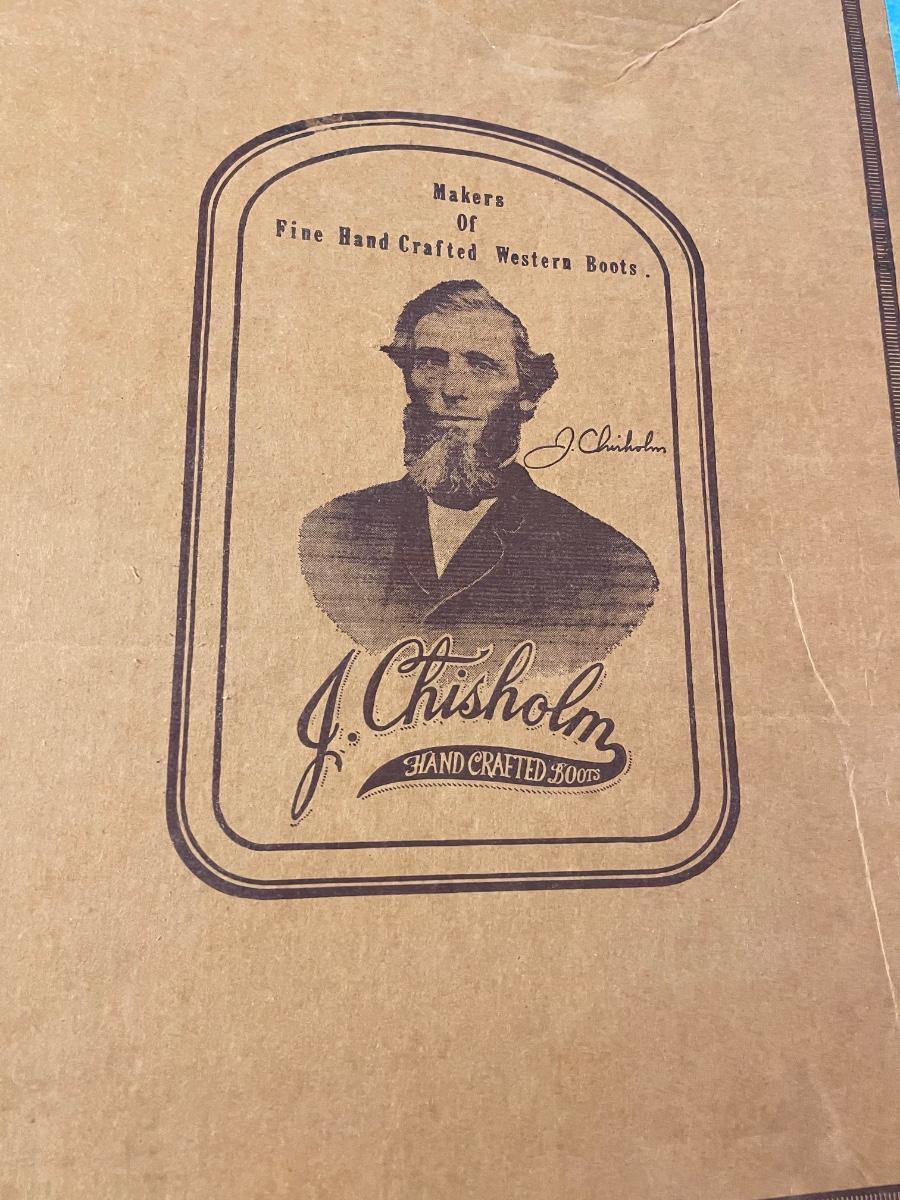 Makers
Of
Fine Hand Crafted Western Boots.
J. Chisholm
J. Chisholm
HAND CRAFTED BOOTS